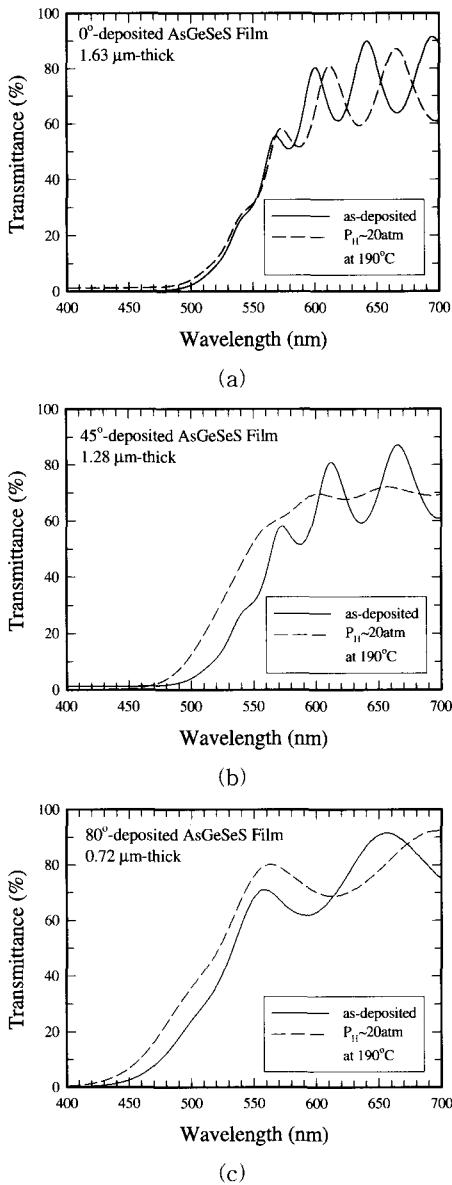 0°-deposited AsGeSeS Film
1.63 μm-thick
100
80
60
40
20
0
Transmittance (%)
as-deposited
P_H~20atm
at 190°C
400 450 500 550 600 650 700
Wavelength (nm)
(a)
45°-deposited AsGeSeS Film
1.28 μm-thick
100
80
60
40
20
0
Transmittance (%)
as-deposited
P_H~20atm
at 190°C
400 450 500 550 600 650 700
Wavelength (nm)
(b)
80°-deposited AsGeSeS Film
0.72 μm-thick
100
80
60
40
20
0
Transmittance (%)
as-deposited
P_H~20atm
at 190°C
400 450 500 550 600 650 700
Wavelength (nm)
(c)